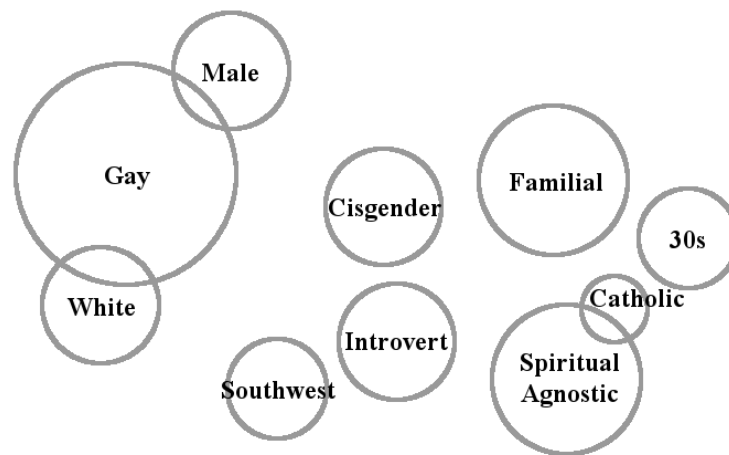 Male
Gay
Familial
Cisgender
30s
White
Catholic
Introvert
Spiritual
Agnostic
Southwest